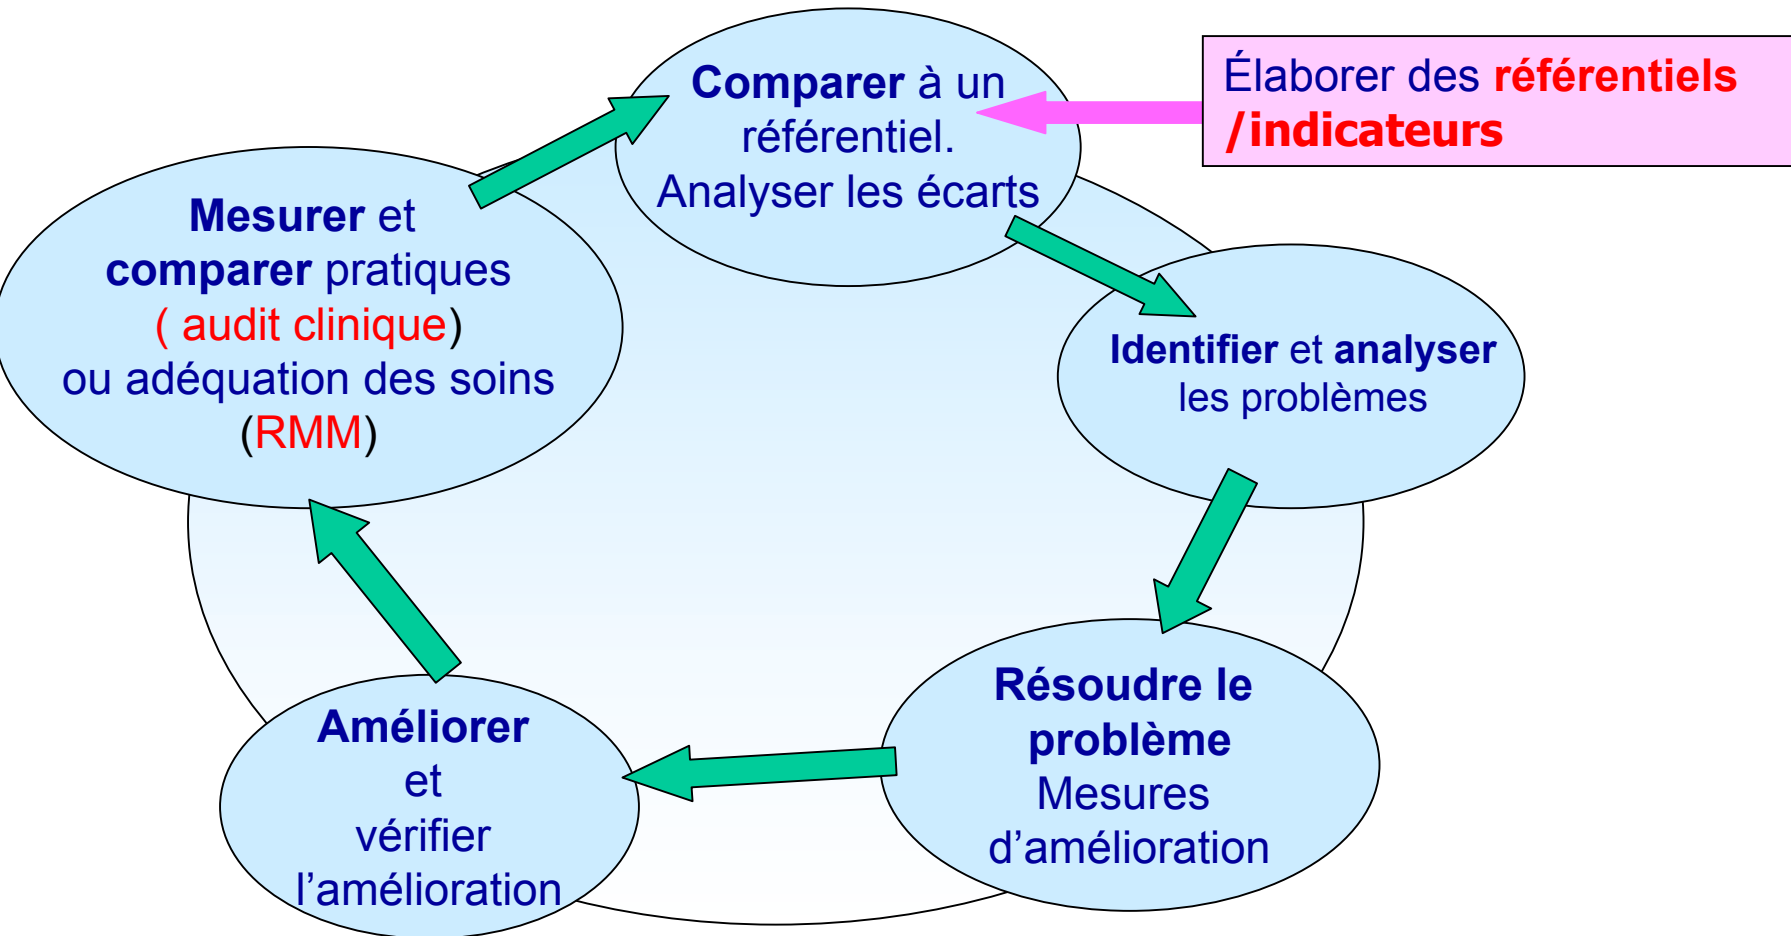 Comparer à un
référentiel.
Analyser les écarts
Élaborer des référentiels
/indicateurs
Mesurer et
comparer pratiques
( audit clinique)
ou adéquation des soins
(RMM)
Identifier et analyser
les problèmes
Résoudre le
problème
Mesures
d’amélioration
Améliorer
et
vérifier
l’amélioration